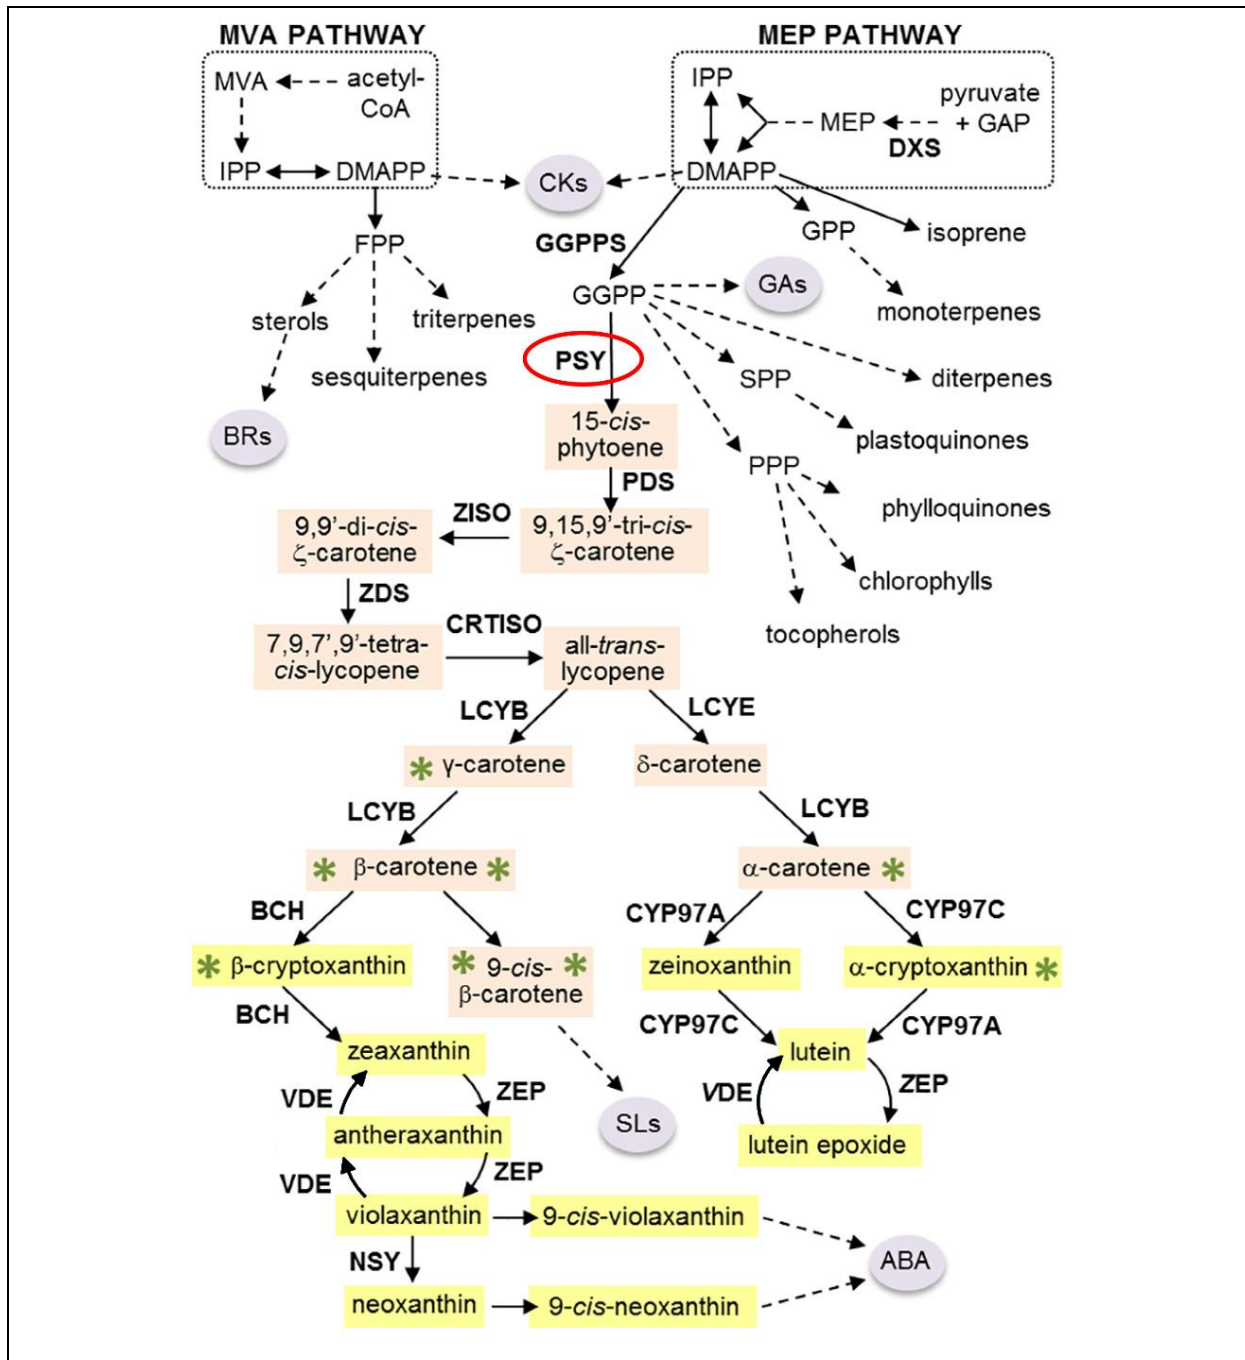 MVA PATHWAY
MEP PATHWAY
MVA
acetyl-
CoA
IPP
DMAPP
IPP
MEP
pyruvate
+ GAP
DXS
DMAPP
CKs
FPP
GGPPS
GPP
isoprene
GGPP
GAs
monoterpenes
sterols
triterpenes
sesquiterpenes
BRs
PSY
SPP
diterpenes
plastoquinones
PPP
phylloquinones
chlorophylls
tocopherols
15-cis-
phytoene
PDS
9,15,9’-tri-cis-
ζ-carotene
ZISO
9,9’-di-cis-
ζ-carotene
ZDS
7,9,7’,9’-tetra-
cis-lycopene
CRTISO
all-trans-
lycopene
LCYB
LCYE
* γ-carotene
δ-carotene
LCYB
LCYB
* β-carotene *
α-carotene *
BCH
CYP97A
CYP97C
* β-cryptoxanthin
* 9-cis- *
β-carotene
zeinoxanthin
α-cryptoxanthin *
BCH
CYP97C
CYP97A
zeaxanthin
lutein
VDE
ZEP
SLs
VDE
ZEP
antheraxanthin
lutein epoxide
VDE
ZEP
violaxanthin
9-cis-violaxanthin
NSY
ABA
neoxanthin
9-cis-neoxanthin